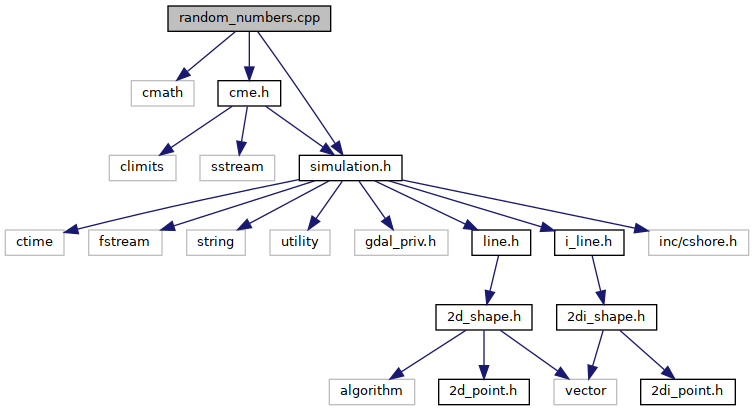 random_numbers.cpp
cmath
cme.h
climits
sstream
simulation.h
ctime
fstream
string
utility
gdal_priv.h
line.h
i_line.h
inc/cshore.h
2d_shape.h
2di_shape.h
algorithm
2d_point.h
vector
2di_point.h